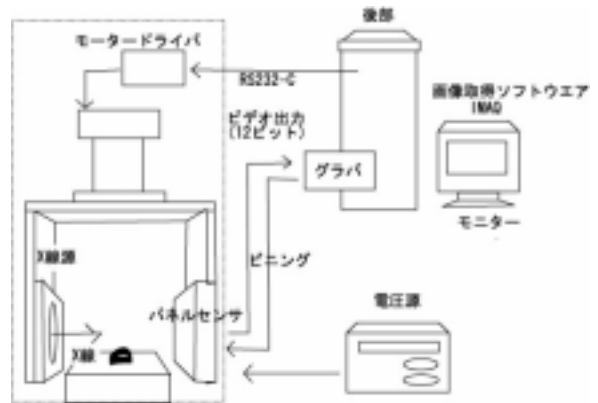 後部
モータードライバ
RS232-C
画像取得ソフトウエア
IMAQ
ビデオ出力
(12ビット)
グラバ
モニター
X線源
ビニング
電圧源
パネルセンサ
X線